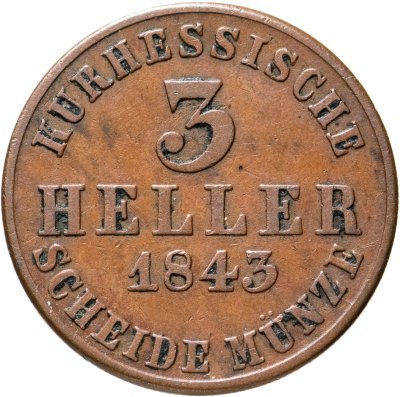 KURHESSISCHE
3
HELLER
1843
SCHEIDE MÜNZE